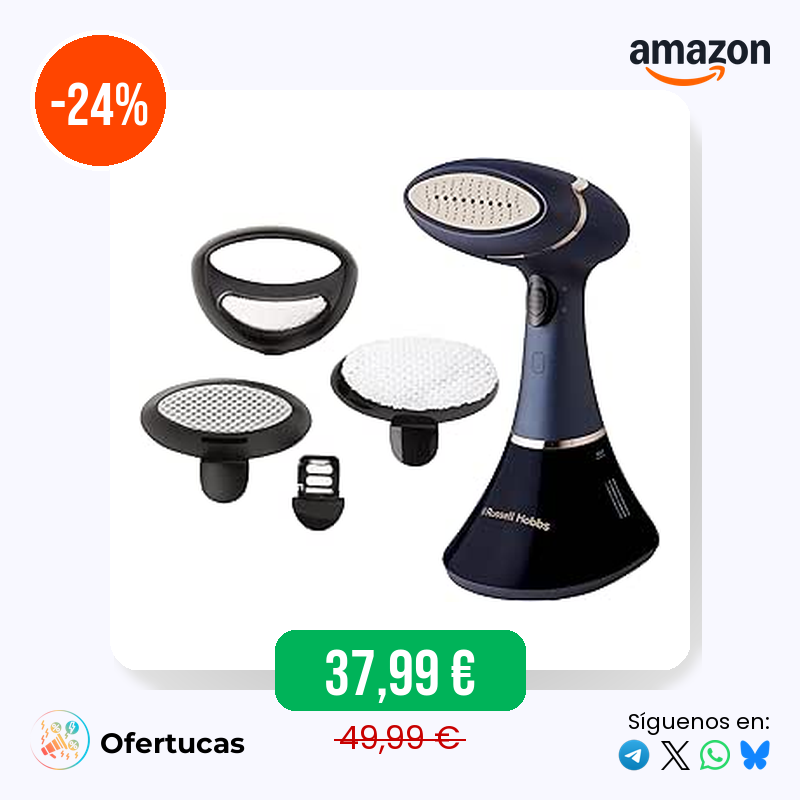 -24%
amazon
Russell Hobbs
37,99 €
49,99 €
Ofertucas
Síguenos en: